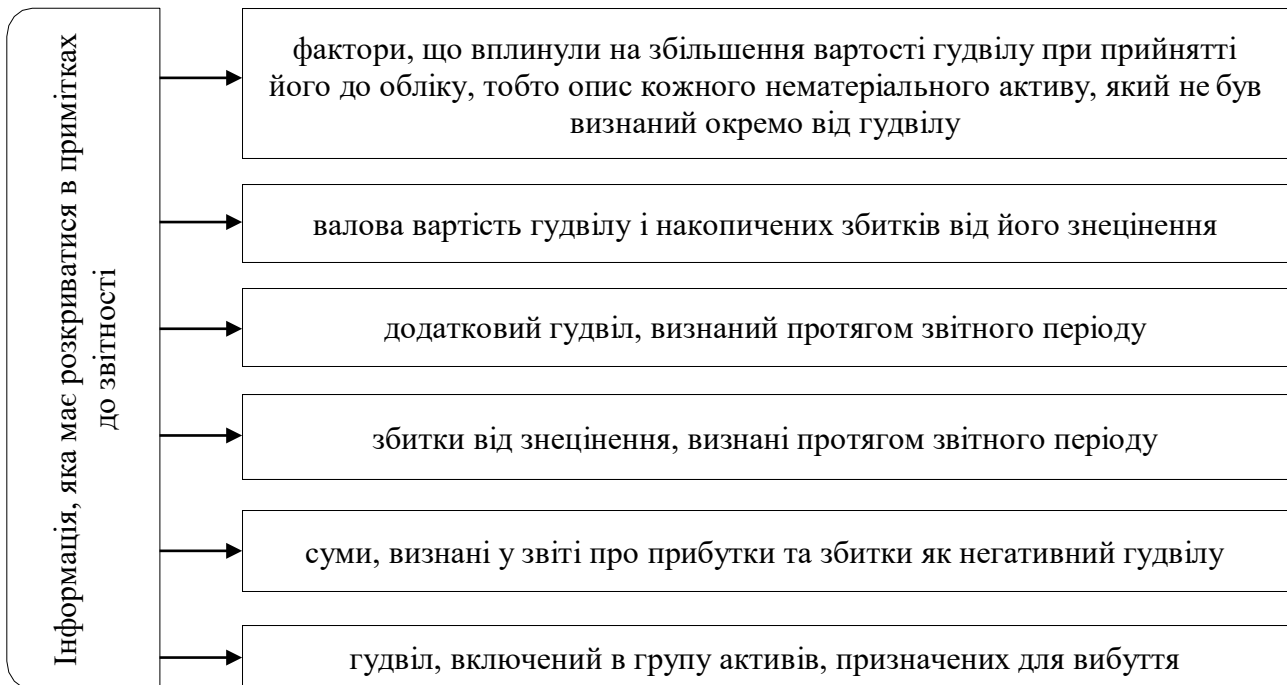 Інформація, яка має розкриватися в примітках
до звітності
фактори, що вплинули на збільшення вартості гудвілу при прийнятті
його до обліку, тобто опис кожного нематеріального активу, який не був
визнаний окремо від гудвілу
валова вартість гудвілу і накопичених збитків від його знецінення
додатковий гудвіл, визнаний протягом звітного періоду
збитки від знецінення, визнані протягом звітного періоду
суми, визнані у звіті про прибутки та збитки як негативний гудвілу
гудвіл, включений в групу активів, призначених для вибуття